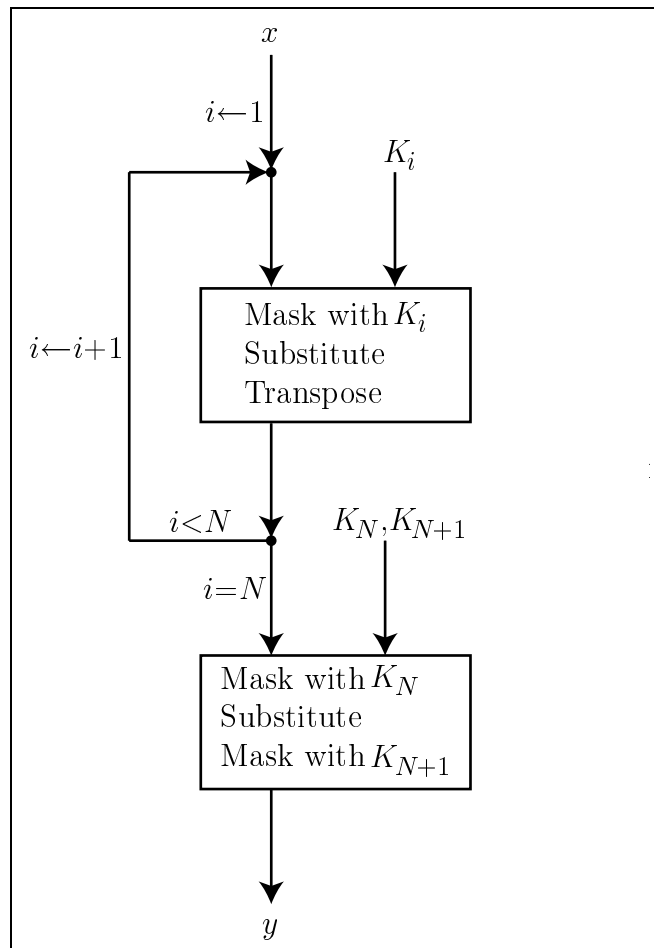 x
i←1
K_i
Mask with K_i
Substitute
Transpose
i←i+1
i<N
K_N,K_{N+1}
i=N
Mask with K_N
Substitute
Mask with K_{N+1}
y